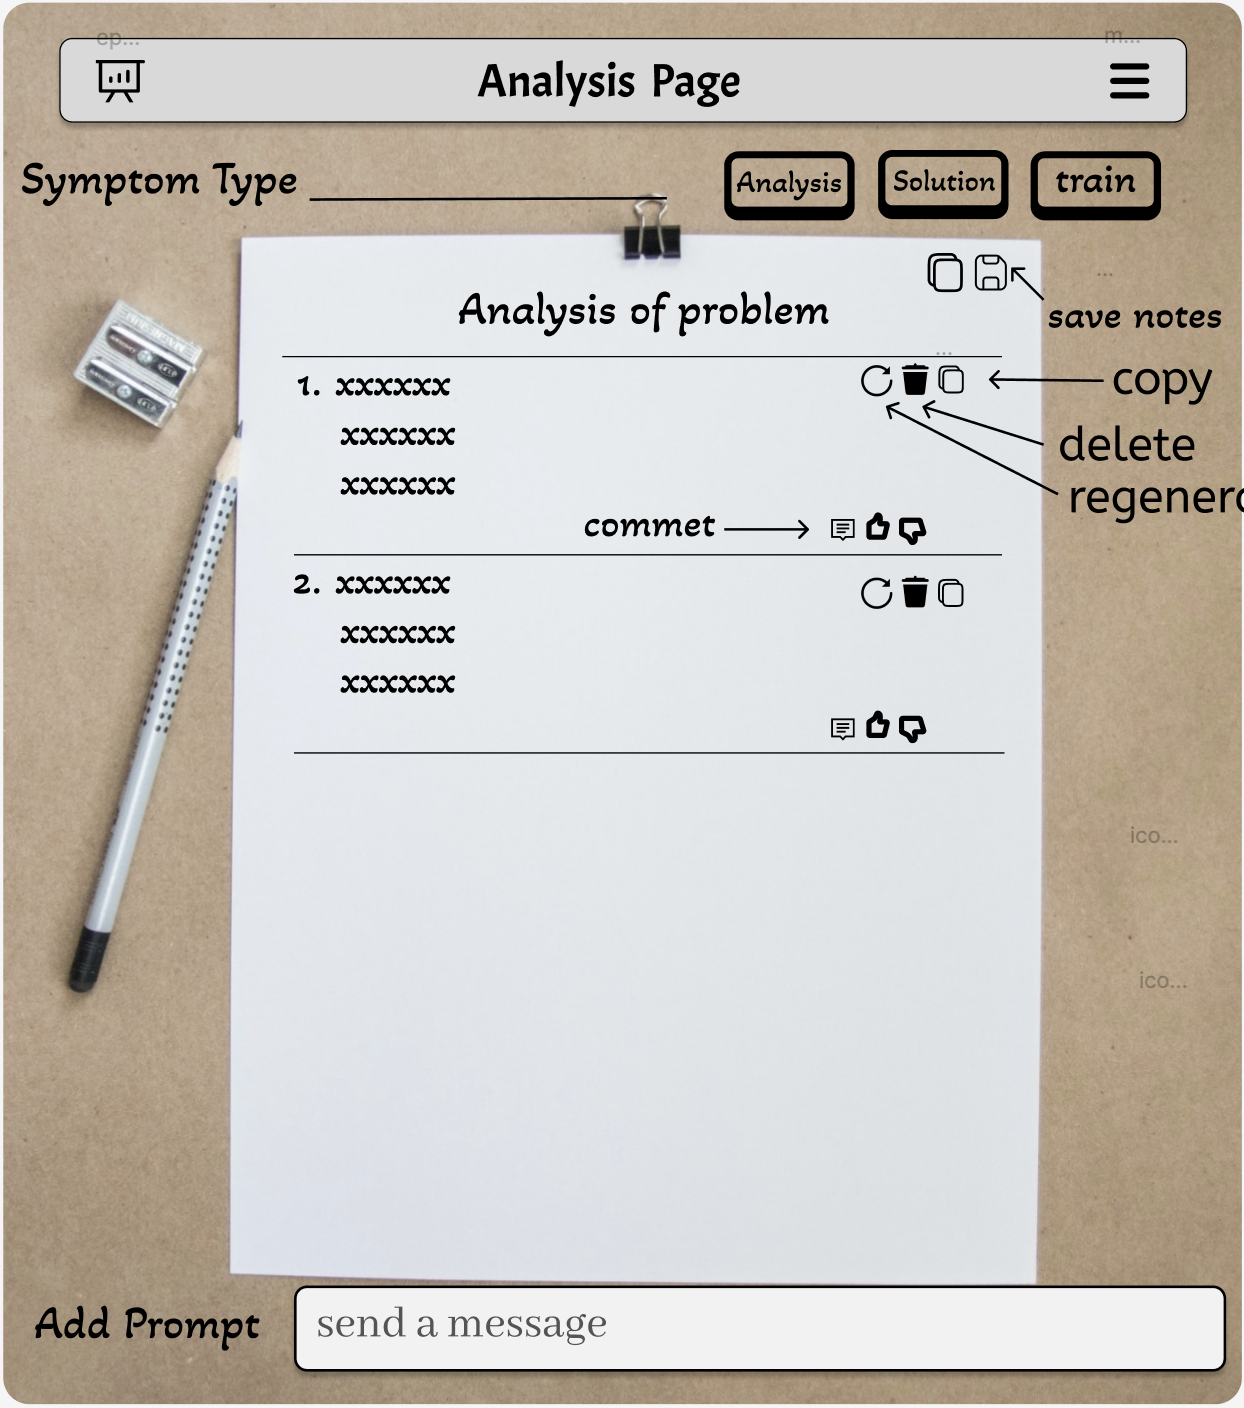 ep...
m...
Analysis Page
Symptom Type
Analysis
Solution
train
...
Analysis of problem
save notes
...
1. xxxxxx
copy
xxxxxx
delete
xxxxxx
regenera
commet
2. xxxxxx
xxxxxx
xxxxxx
ico...
ico...
Add Prompt
send a message